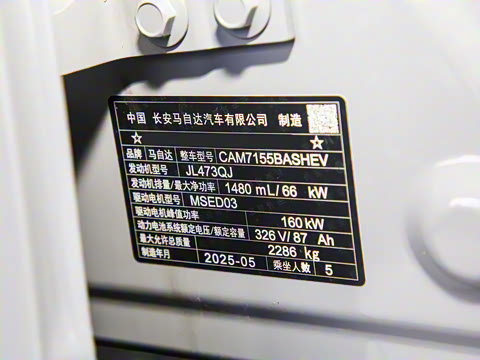 中国 长安马自达汽车有限公司 制造
☆ ☆
品牌 马自达 整车型号 CAM7155BASHEV
发动机型号 JL473QJ
发动机排量/最大净功率 1480 mL/66 kW
驱动电机型号 MSED03
驱动电机峰值功率 160kW
动力电池系统额定电压/额定容量 326 V/87 Ah
最大允许总质量 2286 kg
制造年月 2025-05 乘坐人数 5